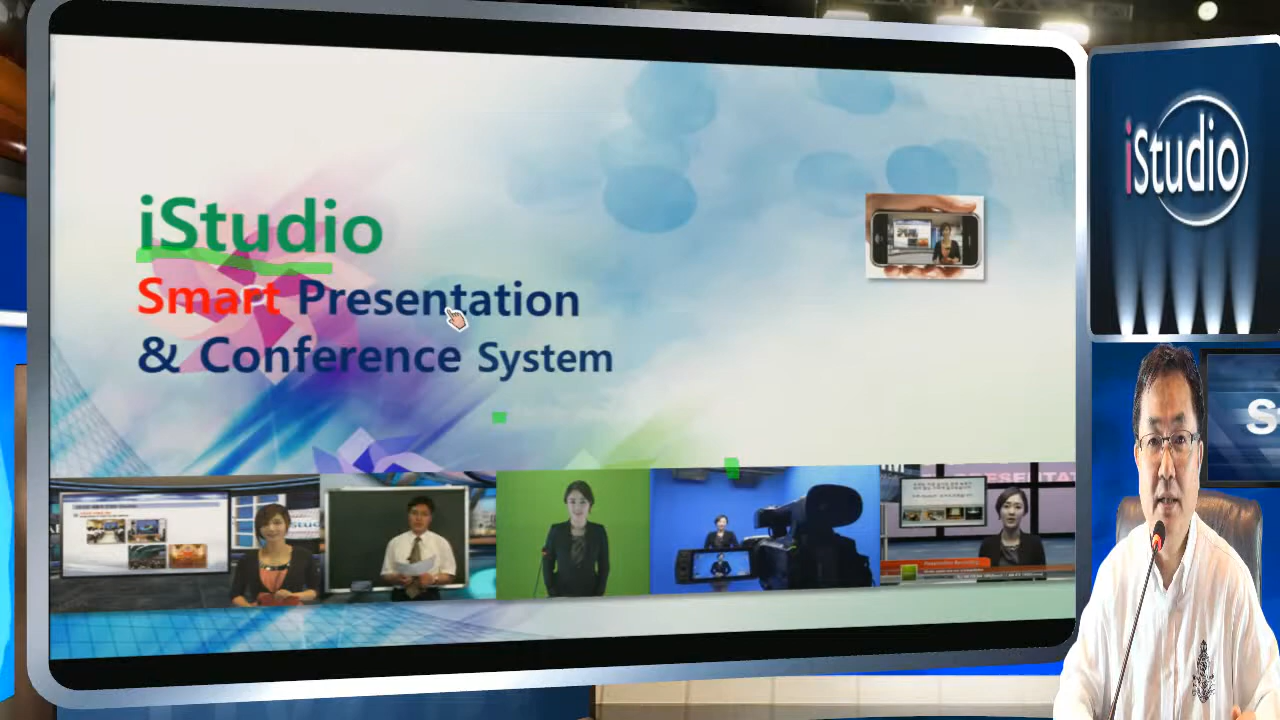 iStudio
Smart Presentation
& Conference System
iStudio
S